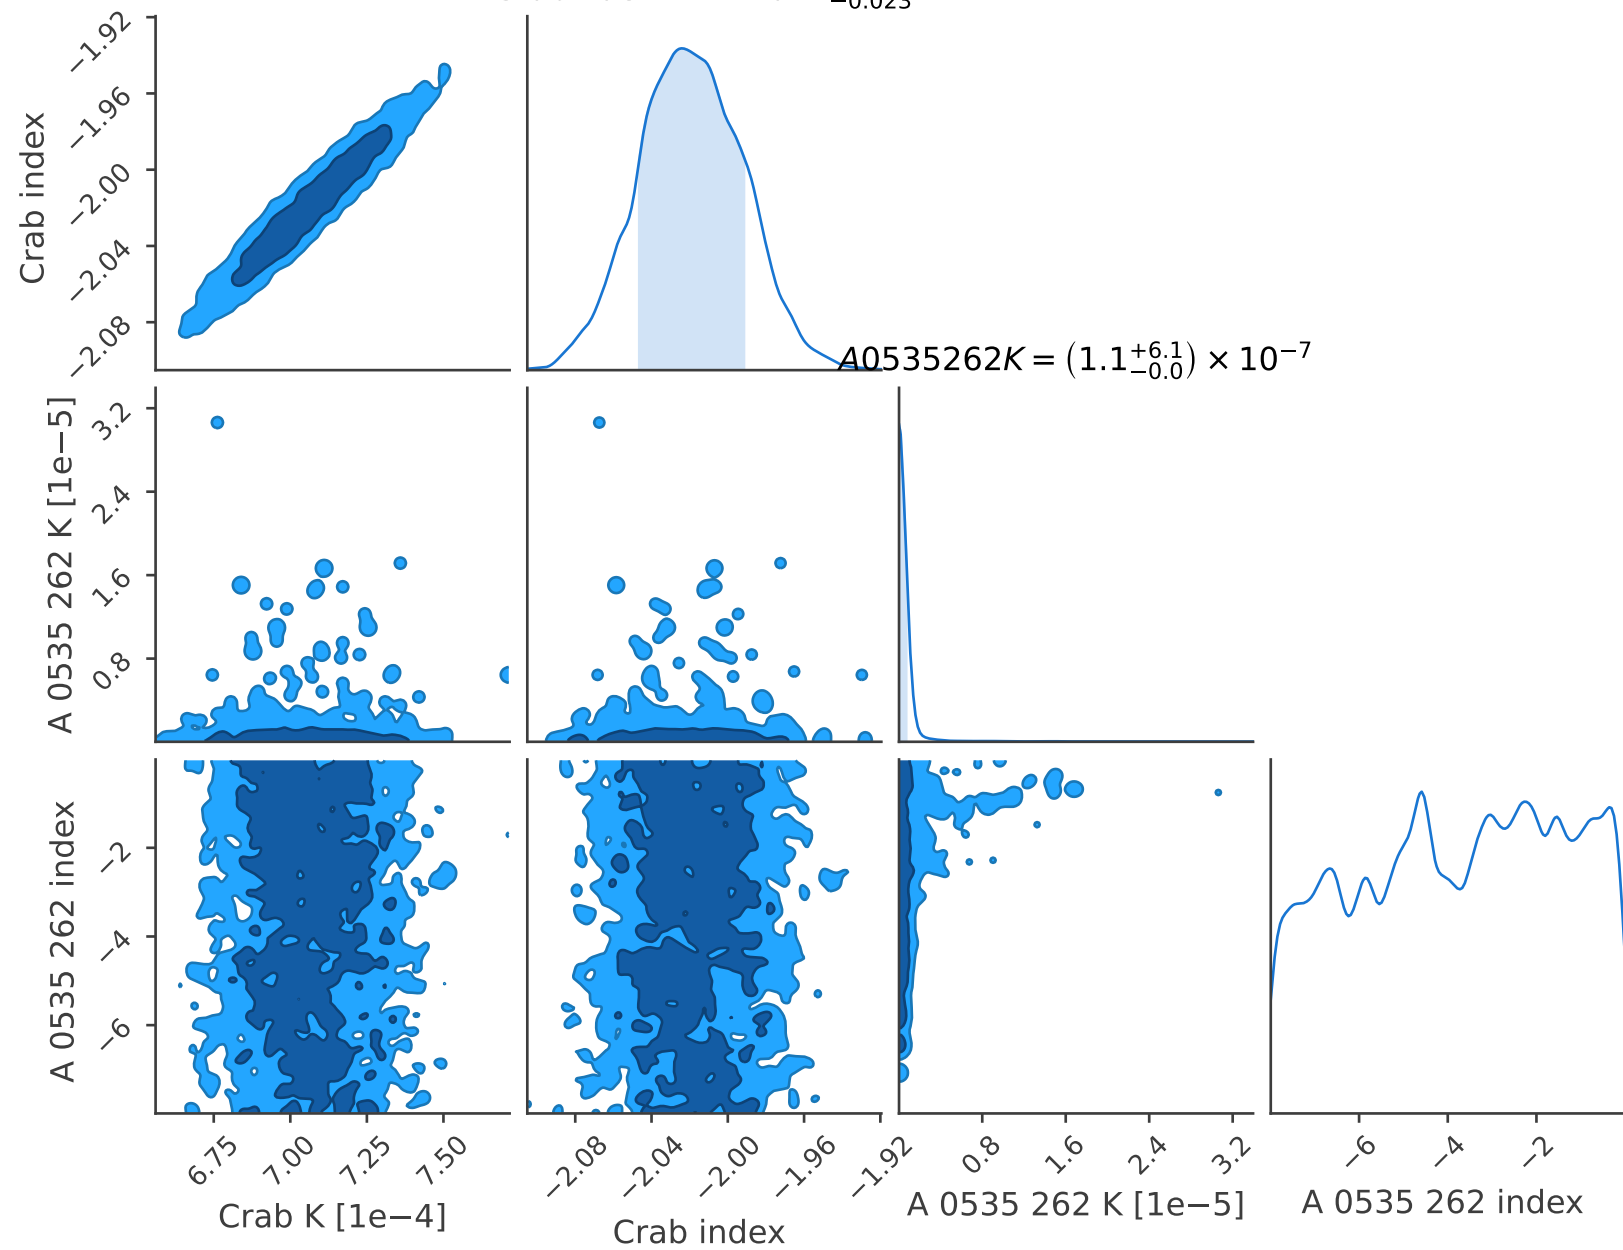 −0.023
−1.92
−1.96
−2.00
−2.04
−2.08
Crab index
A0535262K = (1.1 +6.1 −0.0) × 10−7
3.2
2.4
1.6
0.8
A 0535 262 K [1e−5]
−2
−4
−6
A 0535 262 index
6.75 7.00 7.25 7.50
Crab K [1e−4]
−2.08 −2.04 −2.00 −1.96 −1.92
Crab index
0.8 1.6 2.4 3.2
A 0535 262 K [1e−5]
−6 −4 −2
A 0535 262 index